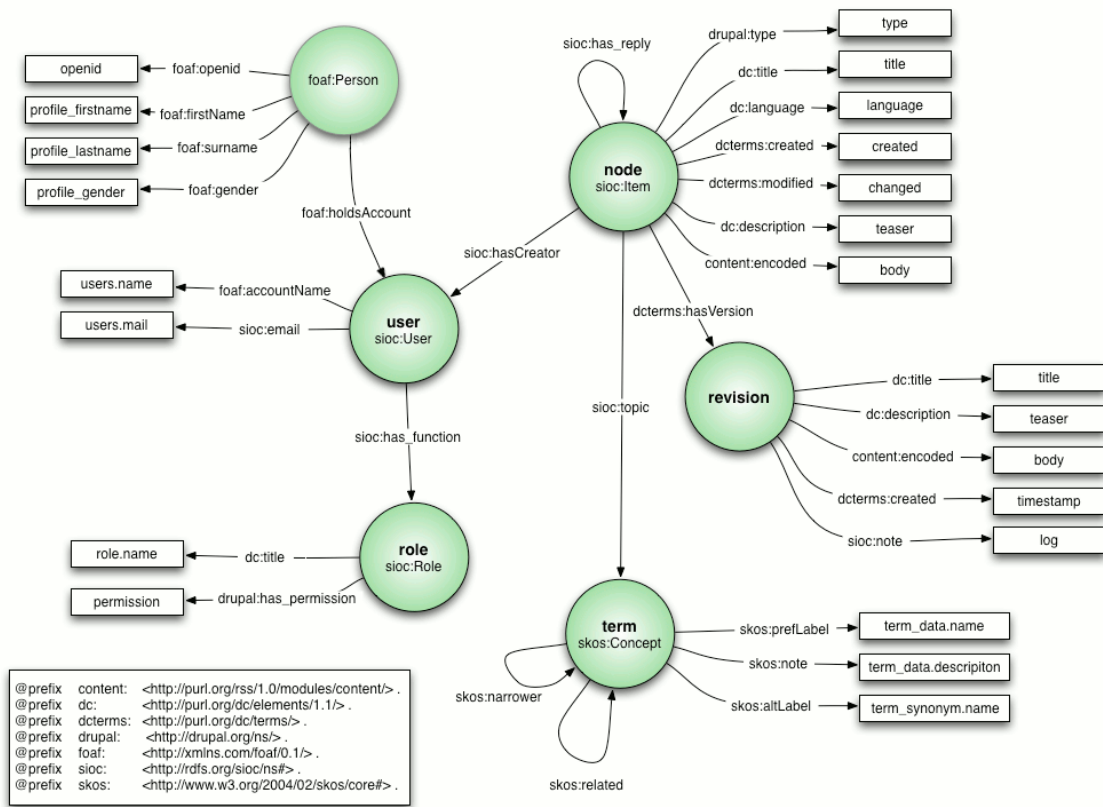 foaf:Person
foaf:openid
openid
foaf:firstName
profile_firstname
foaf:surname
profile_lastname
foaf:gender
profile_gender
foaf:holdsAccount
sioc:has_reply
node
sioc:Item
drupal:type
type
dc:title
title
dc:language
language
dcterms:created
created
dcterms:modified
changed
dc:description
teaser
content:encoded
body
sioc:hasCreator
dcterms:hasVersion
sioc:topic
user
sioc:User
foaf:accountName
users.name
sioc:email
users.mail
sioc:has_function
revision
dc:title
title
dc:description
teaser
content:encoded
body
dcterms:created
timestamp
sioc:note
log
role
sioc:Role
dc:title
role.name
drupal:has_permission
permission
term
skos:Concept
skos:prefLabel
term_data.name
skos:note
term_data.descripiton
skos:altLabel
term_synonym.name
skos:narrower
skos:related
@prefix content: <http://purl.org/rss/1.0/modules/content/> .
@prefix dc: <http://purl.org/dc/elements/1.1/> .
@prefix dcterms: <http://purl.org/dc/terms/> .
@prefix drupal: <http://drupal.org/ns/> .
@prefix foaf: <http://xmlns.com/foaf/0.1/> .
@prefix sioc: <http://rdfs.org/sioc/ns#> .
@prefix skos: <http://www.w3.org/2004/02/skos/core#> .